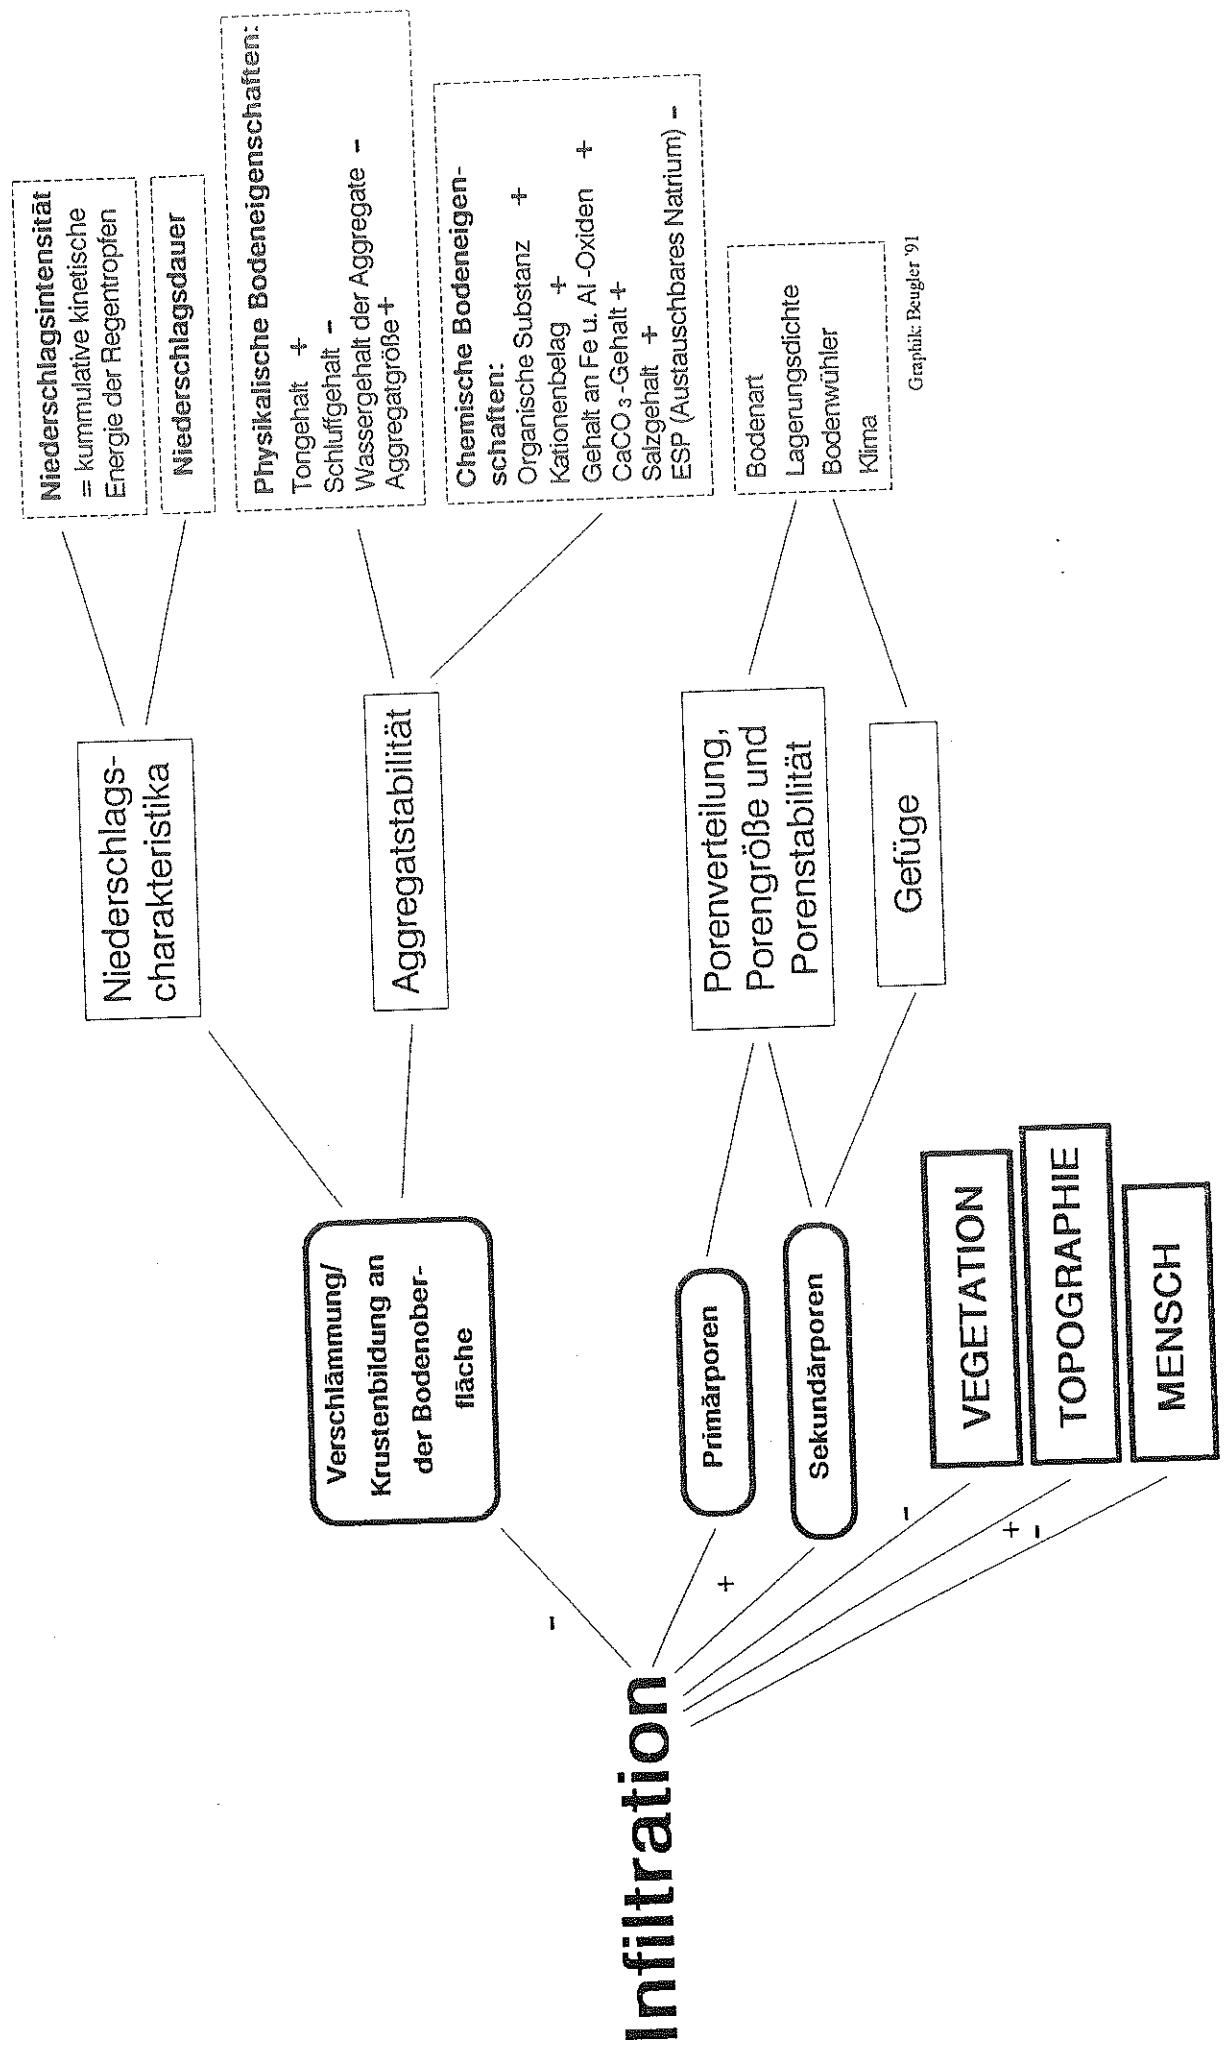 Infiltration
-
+
-
+
-
Verschlämmung/
Krustenbildung an
der Bodenober-
fläche
Primärporen
Sekundärporen
VEGETATION
TOPOGRAPHIE
MENSCH
Niederschlags-
charakteristika
Aggregatstabilität
Porenverteilung,
Porengröße und
Porenstabilität
Gefüge
Niederschlagsintensität
= kummulative kinetische
Energie der Regentropfen
Niederschlagsdauer
Physikalische Bodeneigenschaften:
Tongehalt +
Schluffgehalt -
Wassergehalt der Aggregate -
Aggregatgröße +
Chemische Bodeneigen-
schaften:
Organische Substanz +
Kationenbelag +
Gehalt an Fe u. Al -Oxiden +
CaCO₃-Gehalt +
Salzgehalt +
ESP (Austauschbares Natrium) -
Bodenart
Lagerungsdichte
Bodenwühler
Klima
Graphik: Beugler '91